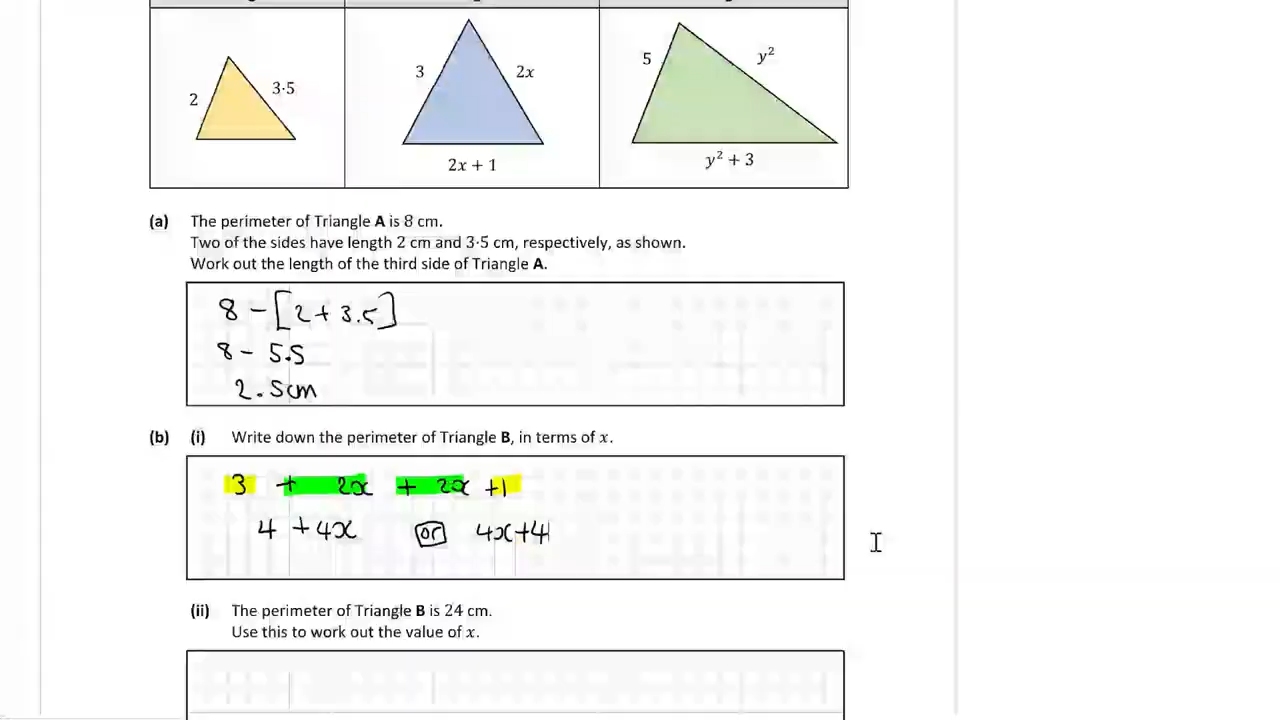 2
3·5
3
2x
2x + 1
5
y²
y² + 3
(a) The perimeter of Triangle A is 8 cm.
Two of the sides have length 2 cm and 3·5 cm, respectively, as shown.
Work out the length of the third side of Triangle A.
8 - [2 + 3.5]
8 - 5.5
2.5cm
(b) (i) Write down the perimeter of Triangle B, in terms of x.
3 + 2x + 2x +1
4 +4x or 4x+4
(ii) The perimeter of Triangle B is 24 cm.
Use this to work out the value of x.